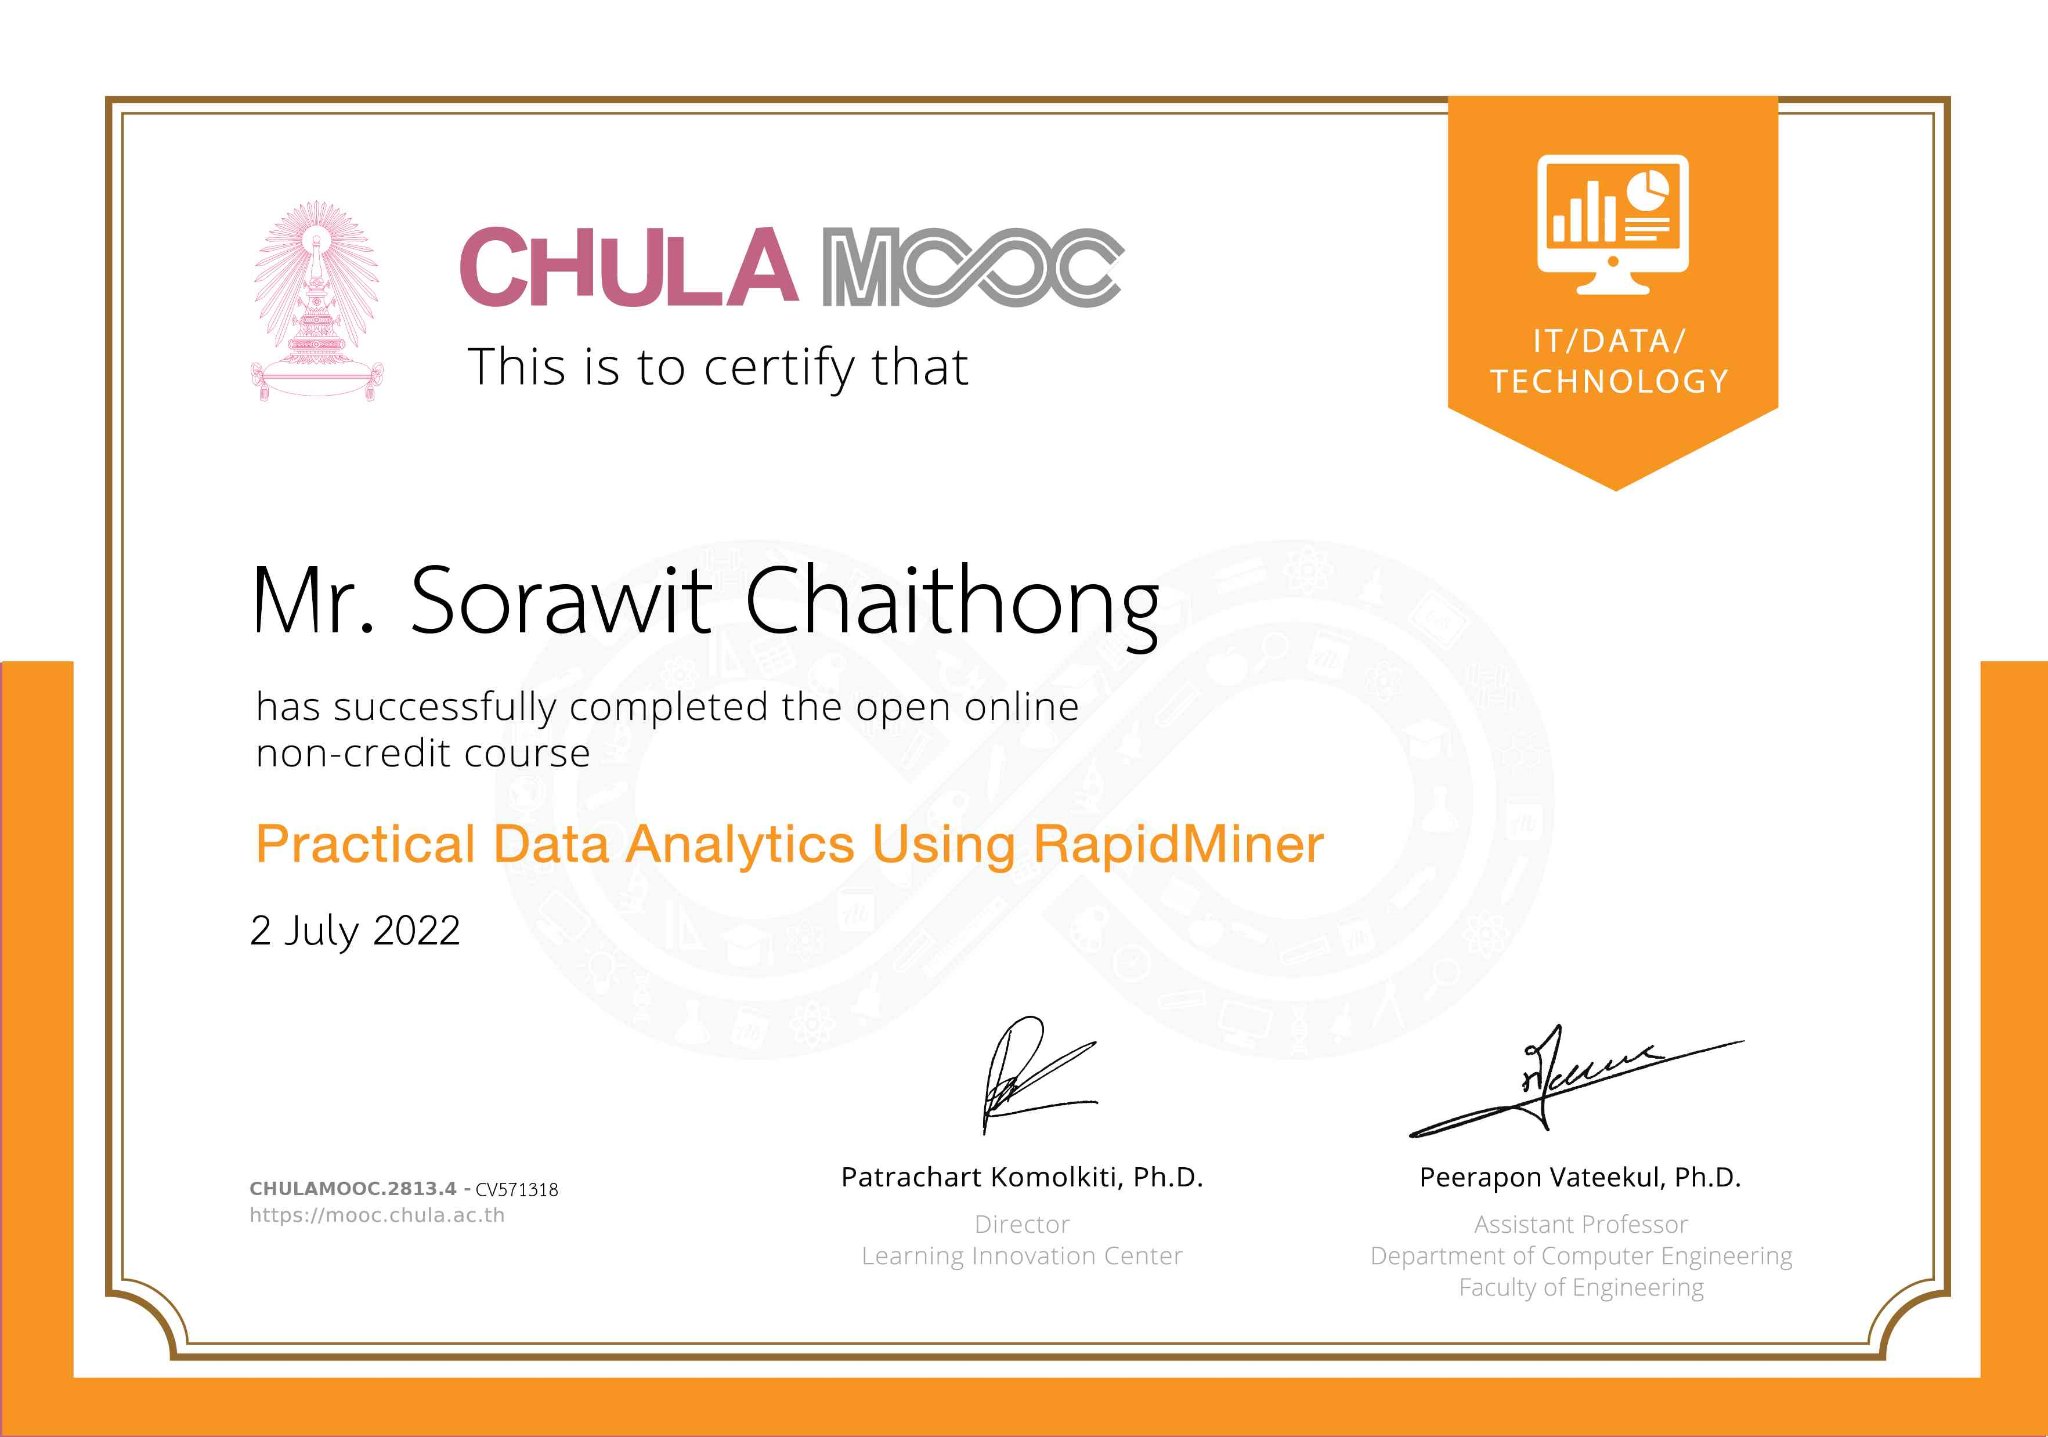 CHULA MOOC
This is to certify that
IT/DATA/
TECHNOLOGY
Mr. Sorawit Chaithong
has successfully completed the open online
non-credit course
Practical Data Analytics Using RapidMiner
2 July 2022
Patrachart Komolkiti, Ph.D.
Director
Learning Innovation Center
Peerapon Vateekul, Ph.D.
Assistant Professor
Department of Computer Engineering
Faculty of Engineering
CHULAMOOC.2813.4 - CV571318
https://mooc.chula.ac.th